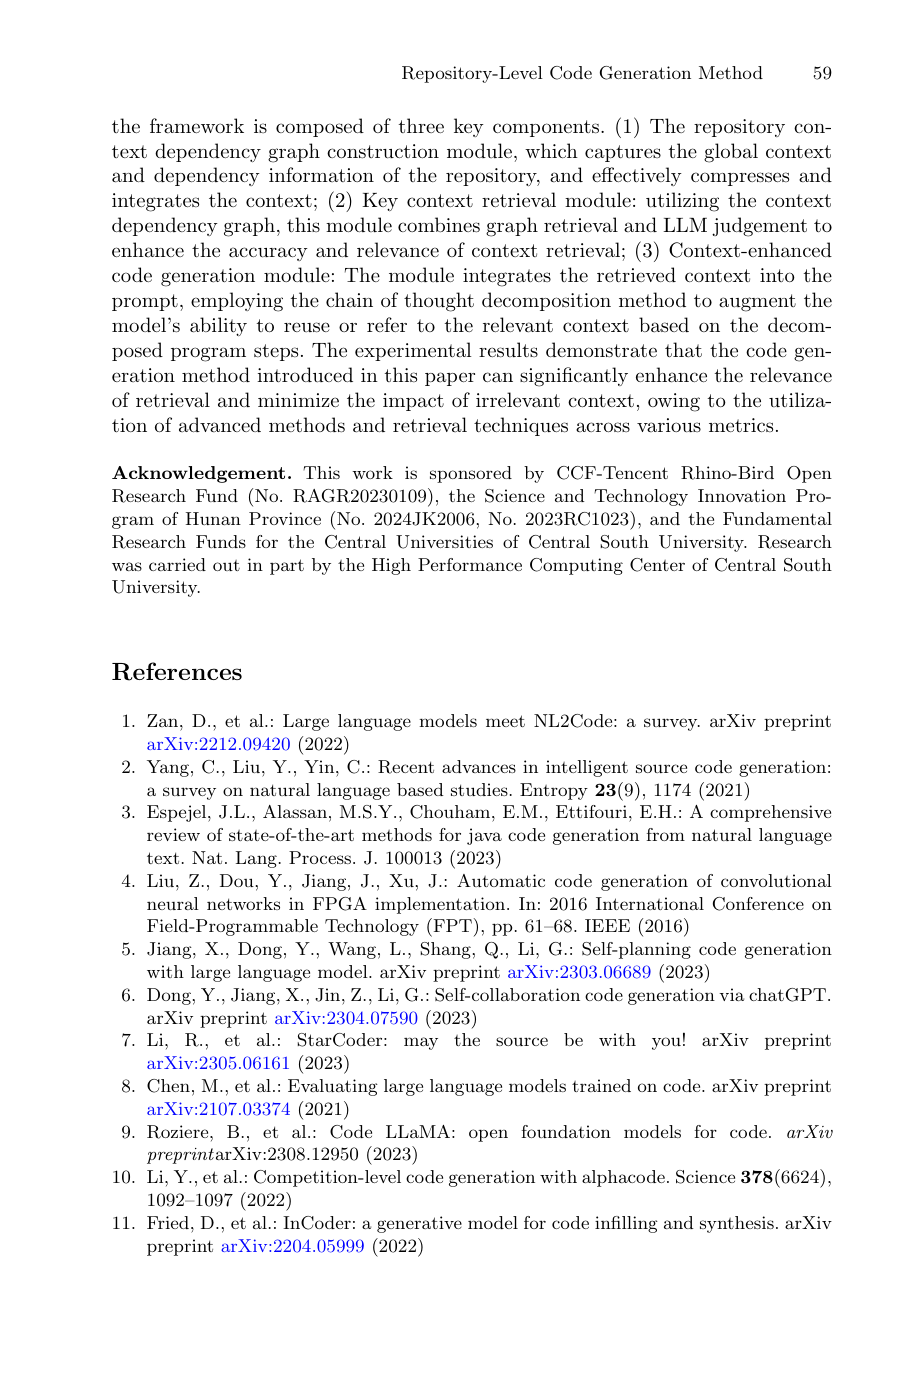 Repository-Level Code Generation Method 59
the framework is composed of three key components. (1) The repository con-
text dependency graph construction module, which captures the global context
and dependency information of the repository, and effectively compresses and
integrates the context; (2) Key context retrieval module: utilizing the context
dependency graph, this module combines graph retrieval and LLM judgement to
enhance the accuracy and relevance of context retrieval; (3) Context-enhanced
code generation module: The module integrates the retrieved context into the
prompt, employing the chain of thought decomposition method to augment the
model's ability to reuse or refer to the relevant context based on the decom-
posed program steps. The experimental results demonstrate that the code gen-
eration method introduced in this paper can significantly enhance the relevance
of retrieval and minimize the impact of irrelevant context, owing to the utiliza-
tion of advanced methods and retrieval techniques across various metrics.
Acknowledgement. This work is sponsored by CCF-Tencent Rhino-Bird Open
Research Fund (No. RAGR20230109), the Science and Technology Innovation Pro-
gram of Hunan Province (No. 2024JK2006, No. 2023RC1023), and the Fundamental
Research Funds for the Central Universities of Central South University. Research
was carried out in part by the High Performance Computing Center of Central South
University.
References
1. Zan, D., et al.: Large language models meet NL2Code: a survey. arXiv preprint
arXiv:2212.09420 (2022)
2. Yang, C., Liu, Y., Yin, C.: Recent advances in intelligent source code generation:
a survey on natural language based studies. Entropy 23(9), 1174 (2021)
3. Espejel, J.L., Alassan, M.S.Y., Chouham, E.M., Ettifouri, E.H.: A comprehensive
review of state-of-the-art methods for java code generation from natural language
text. Nat. Lang. Process. J. 100013 (2023)
4. Liu, Z., Dou, Y., Jiang, J., Xu, J.: Automatic code generation of convolutional
neural networks in FPGA implementation. In: 2016 International Conference on
Field-Programmable Technology (FPT), pp. 61–68. IEEE (2016)
5. Jiang, X., Dong, Y., Wang, L., Shang, Q., Li, G.: Self-planning code generation
with large language model. arXiv preprint arXiv:2303.06689 (2023)
6. Dong, Y., Jiang, X., Jin, Z., Li, G.: Self-collaboration code generation via chatGPT.
arXiv preprint arXiv:2304.07590 (2023)
7. Li, R., et al.: StarCoder: may the source be with you! arXiv preprint
arXiv:2305.06161 (2023)
8. Chen, M., et al.: Evaluating large language models trained on code. arXiv preprint
arXiv:2107.03374 (2021)
9. Roziere, B., et al.: Code LLaMA: open foundation models for code. arXiv
preprintarXiv:2308.12950 (2023)
10. Li, Y., et al.: Competition-level code generation with alphacode. Science 378(6624),
1092–1097 (2022)
11. Fried, D., et al.: InCoder: a generative model for code infilling and synthesis. arXiv
preprint arXiv:2204.05999 (2022)